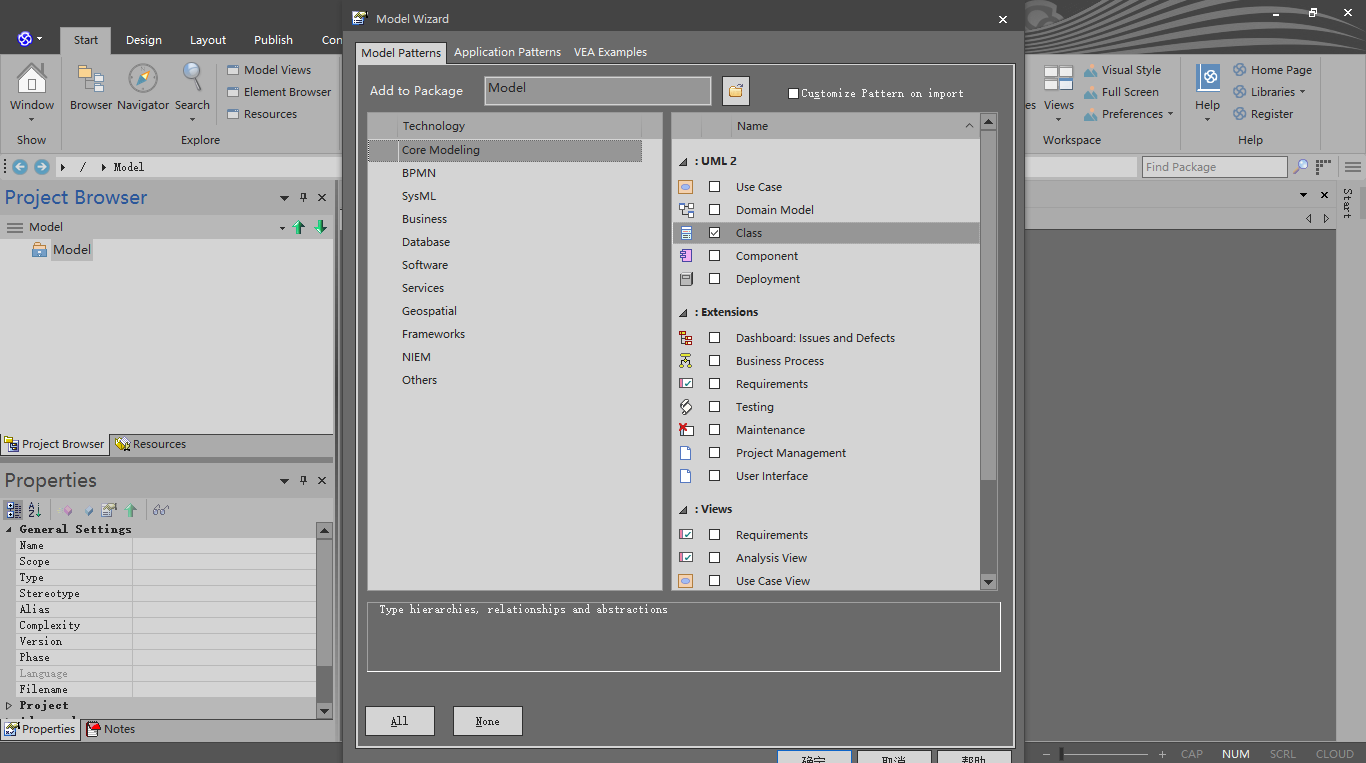 Model Wizard
Start
Design
Layout
Publish
Con
Window
Browser
Navigator
Search
Model Views
Element Browser
Resources
Show
Explore
/
Model
Project Browser
Model
Model
Project Browser
Resources
Properties
General Settings
Name
Scope
Type
Stereotype
Alias
Complexity
Version
Phase
Language
Filename
Project
Properties
Notes
Model Patterns
Application Patterns
VEA Examples
Add to Package
Model
Customize Pattern on import
Technology
Core Modeling
BPMN
SysML
Business
Database
Software
Services
Geospatial
Frameworks
NIEM
Others
Name
: UML 2
Use Case
Domain Model
Class
Component
Deployment
: Extensions
Dashboard: Issues and Defects
Business Process
Requirements
Testing
Maintenance
Project Management
User Interface
: Views
Requirements
Analysis View
Use Case View
Type hierarchies, relationships and abstractions
All
None
确定
取消
帮助
es
Views
Visual Style
Full Screen
Preferences
Workspace
Help
Home Page
Libraries
Register
Help
Find Package
Start
CAP
NUM
SCRL
CLOUD